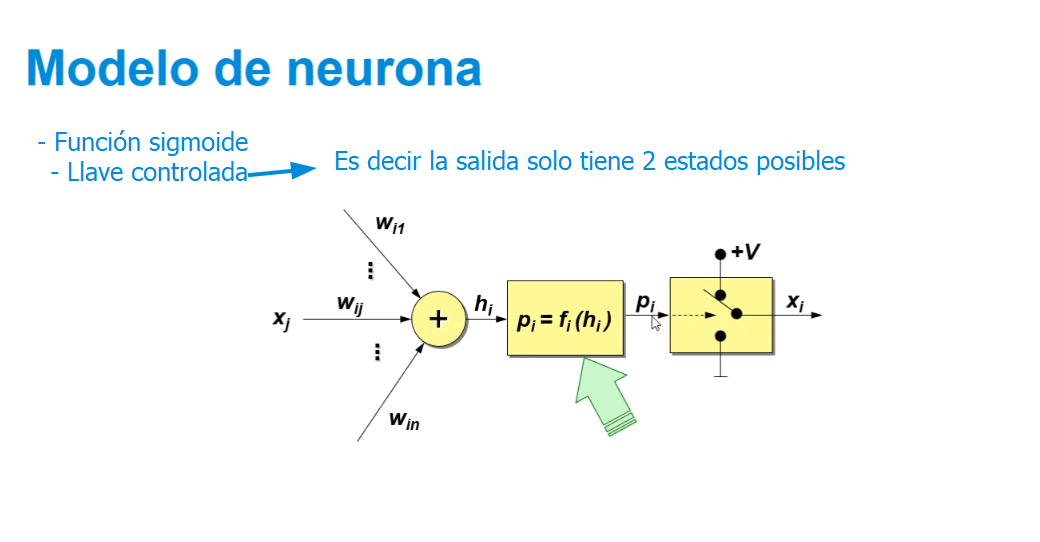 Modelo de neurona
- Función sigmoide
- Llave controlada
Es decir la salida solo tiene 2 estados posibles
w_{i1}
⋮
w_{ij}
x_j
+
h_i
p_i = f_i (h_i)
p_i
+V
x_i
⋮
w_{in}